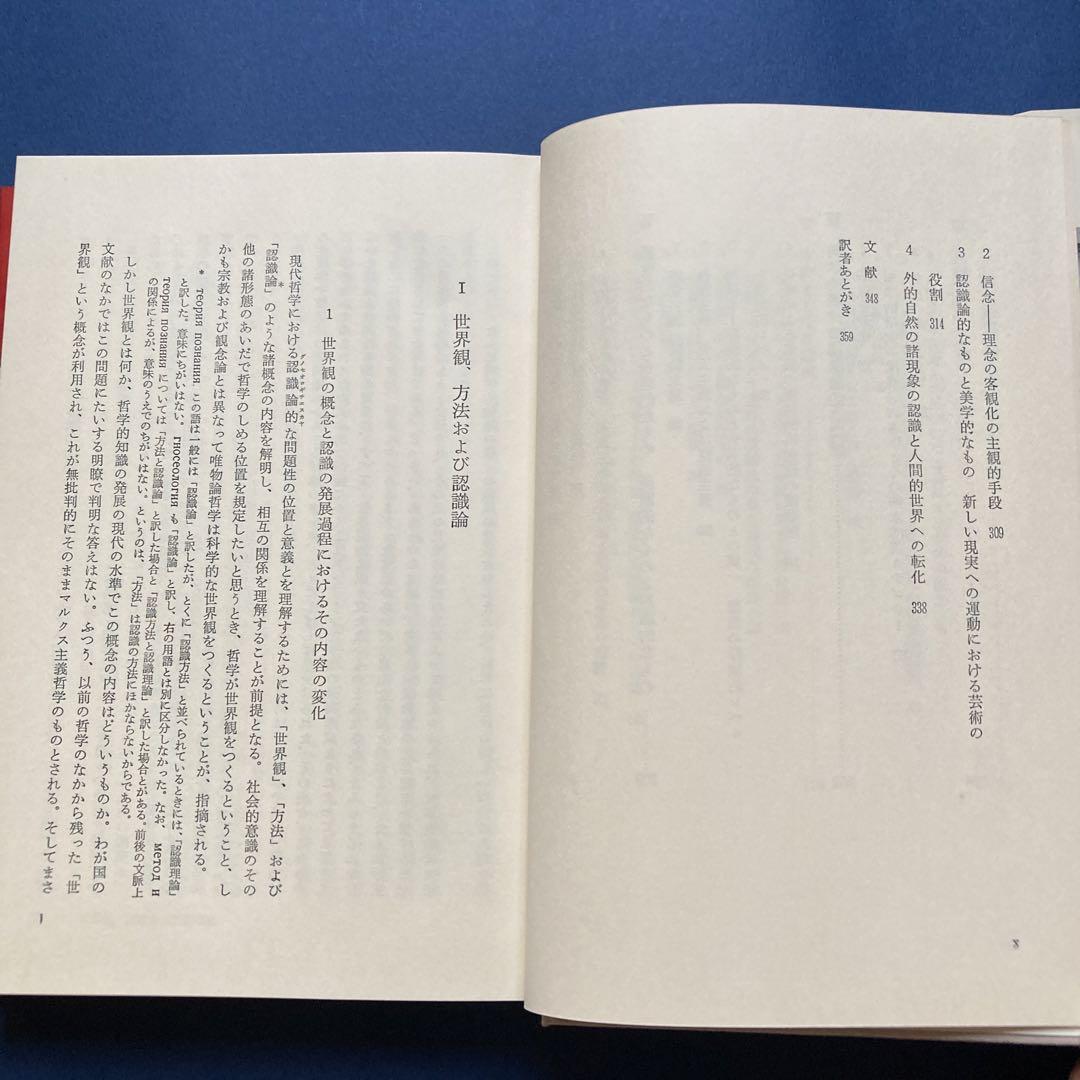 2 信念——理念の客観化の主観的手段 309
3 認識論的なものと美学的なもの 新しい現実への運動における芸術の
役割 314
4 外的自然の諸現象の認識と人間的世界への転化 338
文献 348
訳者あとがき 359
8
I 世界観、方法および認識論
1 世界観の概念と認識の発展過程におけるその内容の変化
現代哲学における認識論的な問題性の位置と意義とを理解するためには、「世界観」、「方法」および
グノセオロギチェスカヤ
「認識論」*のような諸概念の内容を解明し、相互の関係を理解することが前提となる。社会的意識のその
他の諸形態のあいだで哲学のしめる位置を規定したいと思うとき、哲学が世界観をつくるということ、し
かも宗教および観念論とは異なって唯物論哲学は科学的な世界観をつくるということが、指摘される。
* теория познания. この語は一般には「認識論」と訳したが、とくに「認識方法」と並べられているときには、「認識理論」
と訳した。意味にちがいはない。гносеология も「認識論」と訳し、右の用語とは別に区分しなかった。なお、метод и
теория познания については「方法と認識論」と訳した場合と「認識方法と認識理論」と訳した場合とがある。前後の文脈上
の関係によるが、意味のうえでのちがいはない。というのは、「方法」は認識の方法にほかならないからである。
しかし世界観とは何か、哲学的知識の発展の現代の水準でこの概念の内容はどういうものか。わが国の
文献のなかではこの問題にたいする明瞭で判明な答えはない。ふつう、以前の哲学のなかから残った「世
界観」という概念が利用され、これが無批判的にそのままマルクス主義哲学のものとされる。そしてまさ
1